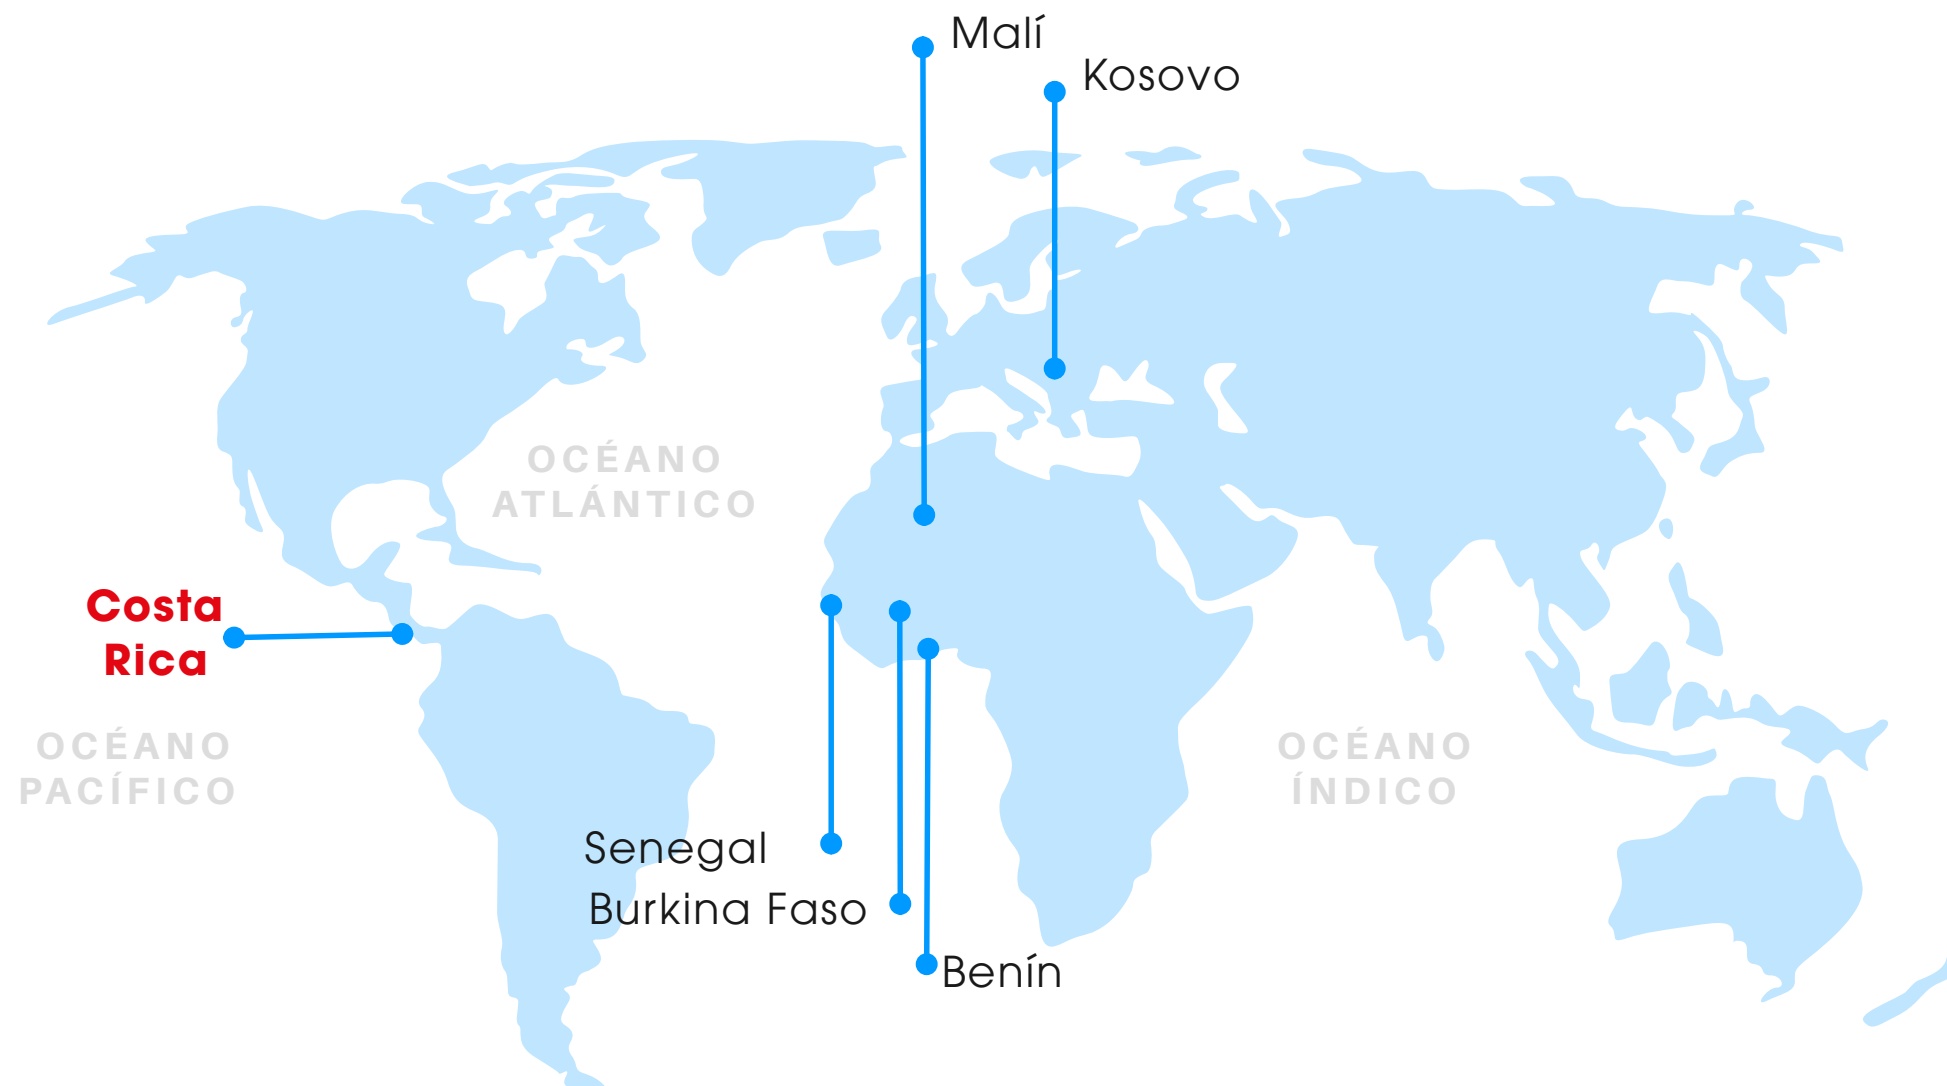 Malí
Kosovo
OCÉANO
ATLÁNTICO
Costa
Rica
OCÉANO
PACÍFICO
OCÉANO
ÍNDICO
Senegal
Burkina Faso
Benín